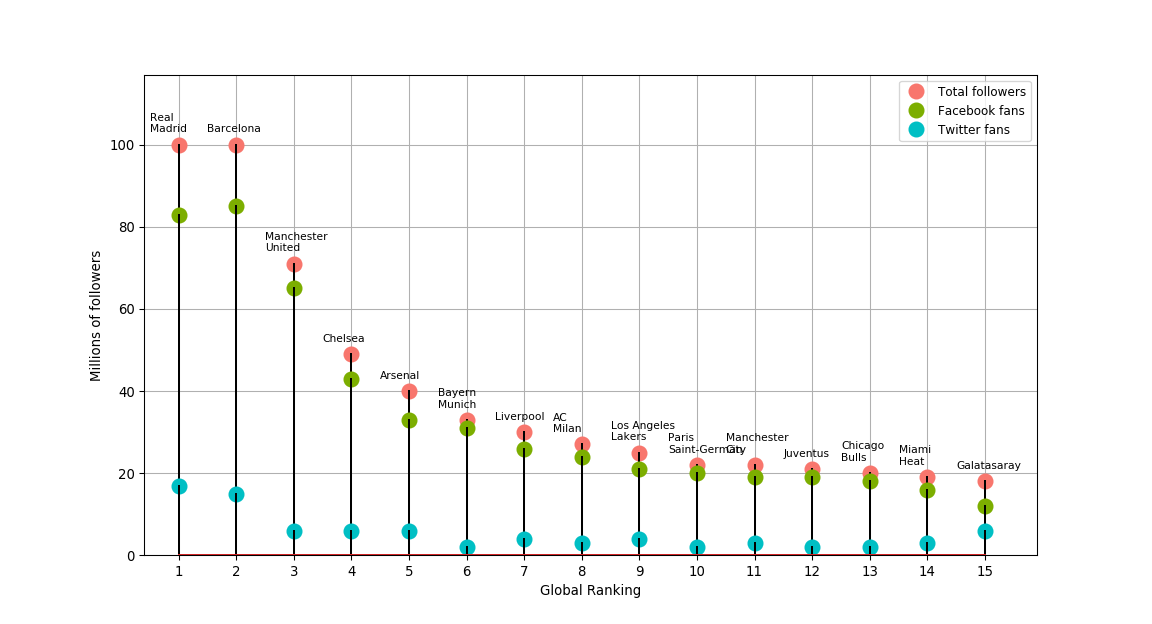 Total followers
Facebook fans
Twitter fans
Real
Madrid
Barcelona
Manchester
United
Chelsea
Arsenal
Bayern
Munich
Liverpool
AC
Milan
Los Angeles
Lakers
Paris
Saint-Germain
Manchester
City
Juventus
Chicago
Bulls
Miami
Heat
Galatasaray
Millions of followers
100
80
60
40
20
0
1 2 3 4 5 6 7 8 9 10 11 12 13 14 15
Global Ranking